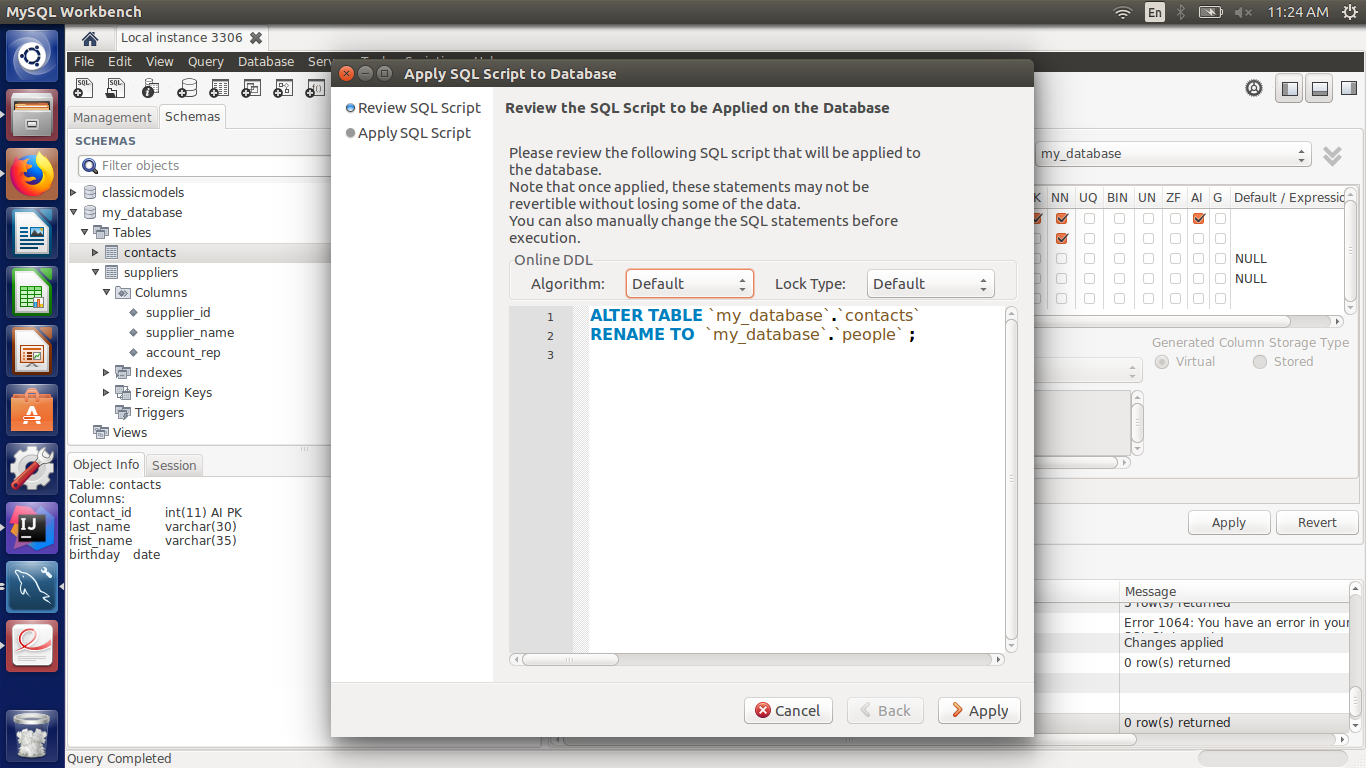 MySQL Workbench
En
11:24 AM
Local instance 3306
File Edit View Query Database
Apply SQL Script to Database
Management
Schemas
SCHEMAS
Filter objects
classicmodels
my_database
Tables
contacts
suppliers
Columns
supplier_id
supplier_name
account_rep
Indexes
Foreign Keys
Triggers
Views
Object Info
Session
Table: contacts
Columns:
contact_id int(11) AI PK
last_name varchar(30)
frist_name varchar(35)
birthday date
Query Completed
Review SQL Script
Apply SQL Script
Review the SQL Script to be Applied on the Database
Please review the following SQL script that will be applied to
the database.
Note that once applied, these statements may not be
revertible without losing some of the data.
You can also manually change the SQL statements before
execution.
Online DDL
Algorithm: Default Lock Type: Default
1 ALTER TABLE `my_database`.`contacts`
2 RENAME TO `my_database`.`people` ;
3
Cancel
Back
Apply
my_database
NN UQ BIN UN ZF AI G Default / Expressio
NULL
NULL
Generated Column Storage Type
Virtual
Stored
Apply
Revert
Message
row(s) returned
Error 1064: You have an error in your
Changes applied
0 row(s) returned
0 row(s) returned